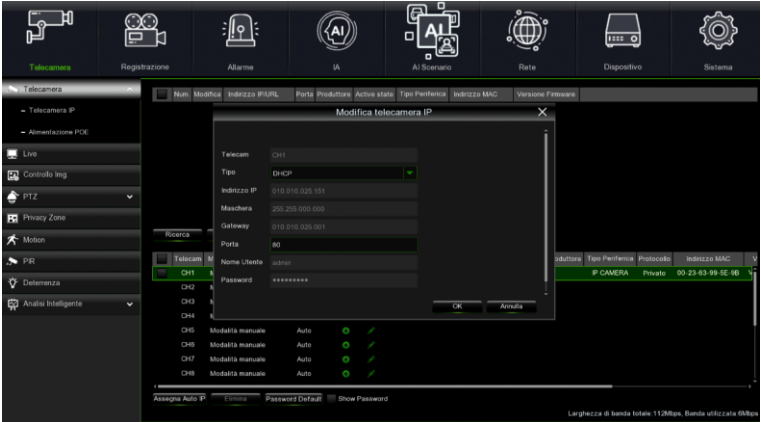 Telecamera Registrazione Allarme IA AI Scenario Rete Dispositivo Sistema
Telecamera
Num. Modifica Indirizzo IP/URL Porta Produttore Active state Tipo Periferica Indirizzo MAC Versione Firmware
Modifica telecamera IP
- Telecamera IP
- Alimentazione POE
Live
Telecam CH1
Controllo Img.
Tipo DHCP
Indirizzo IP 010.010.025.151
PTZ
Maschera 255.255.000.000
Privacy Zone
Gateway 010.010.025.001
Ricerca
Motion
Porta 80
PIR
Telecam
Nome Utente admin
Tipo Periferica Protocollo Indirizzo MAC V
CH1
IP CAMERA Privato 00-23-63-99-5E-9B
Password *********
Deterrenza
CH2
Analisi Intelligente
CH3
OK Annulla
CH4
CH5 Modalità manuale Auto
CH6 Modalità manuale Auto
CH7 Modalità manuale Auto
CH8 Modalità manuale Auto
Assegna Auto IP Elimina Password Default Show Password
Larghezza di banda totale 112Mbps, Banda utilizzata 6Mbps